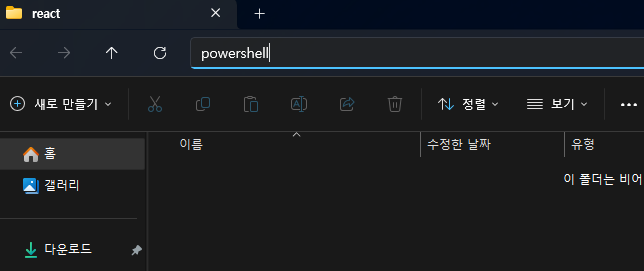 react
powershell
새로 만들기 정렬 보기
이름 수정한 날짜 유형
홈 이 폴더는 비어
갤러리
다운로드